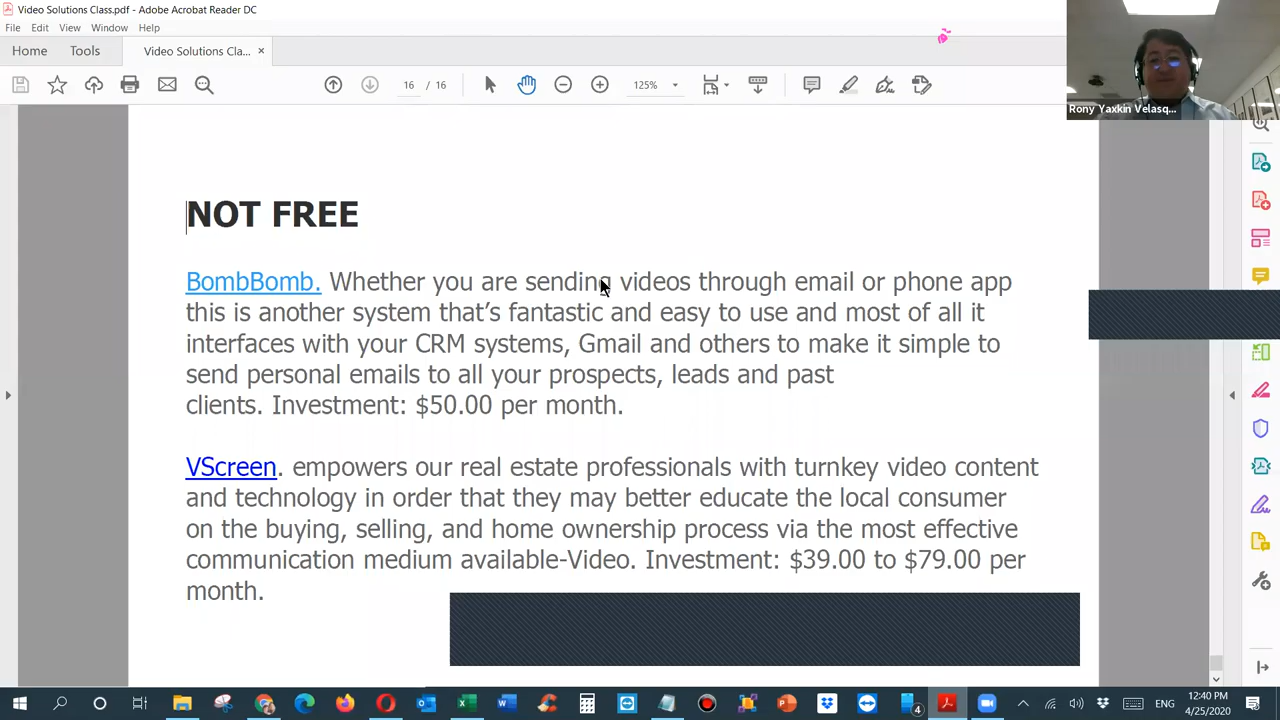 Video Solutions Class.pdf - Adobe Acrobat Reader DC
File Edit View Window Help
Home Tools Video Solutions Cla... ×
16 / 16 125%
Rony Yaxkin Velasq...
NOT FREE
BombBomb. Whether you are sending videos through email or phone app
this is another system that’s fantastic and easy to use and most of all it
interfaces with your CRM systems, Gmail and others to make it simple to
send personal emails to all your prospects, leads and past
clients. Investment: $50.00 per month.
VScreen. empowers our real estate professionals with turnkey video content
and technology in order that they may better educate the local consumer
on the buying, selling, and home ownership process via the most effective
communication medium available-Video. Investment: $39.00 to $79.00 per
month.
4
ENG
12:40 PM
4/25/2020